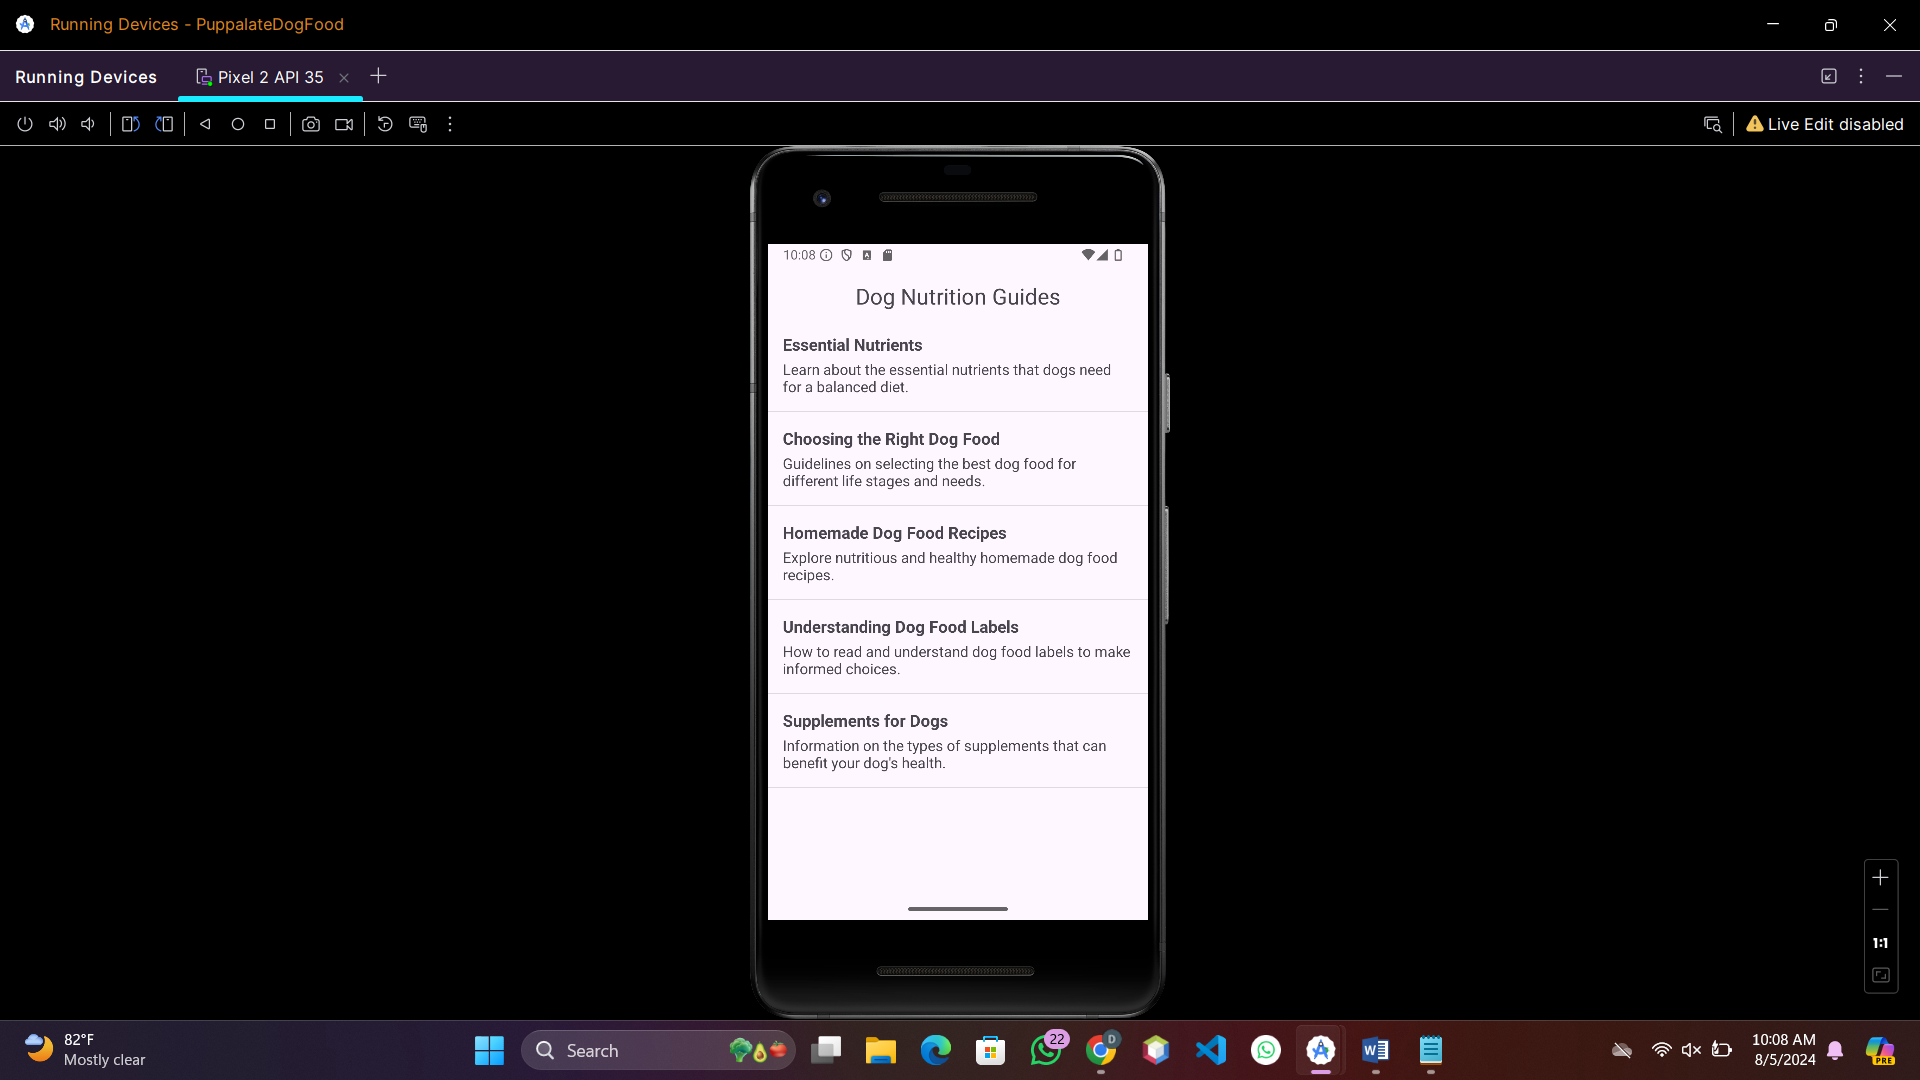 Running Devices - PuppalateDogFood
Running Devices
Pixel 2 API 35
Live Edit disabled
10:08
Dog Nutrition Guides
Essential Nutrients
Learn about the essential nutrients that dogs need
for a balanced diet.
Choosing the Right Dog Food
Guidelines on selecting the best dog food for
different life stages and needs.
Homemade Dog Food Recipes
Explore nutritious and healthy homemade dog food
recipes.
Understanding Dog Food Labels
How to read and understand dog food labels to make
informed choices.
Supplements for Dogs
Information on the types of supplements that can
benefit your dog's health.
1:1
82°F
Mostly clear
Search
22
D
10:08 AM
8/5/2024
PRE